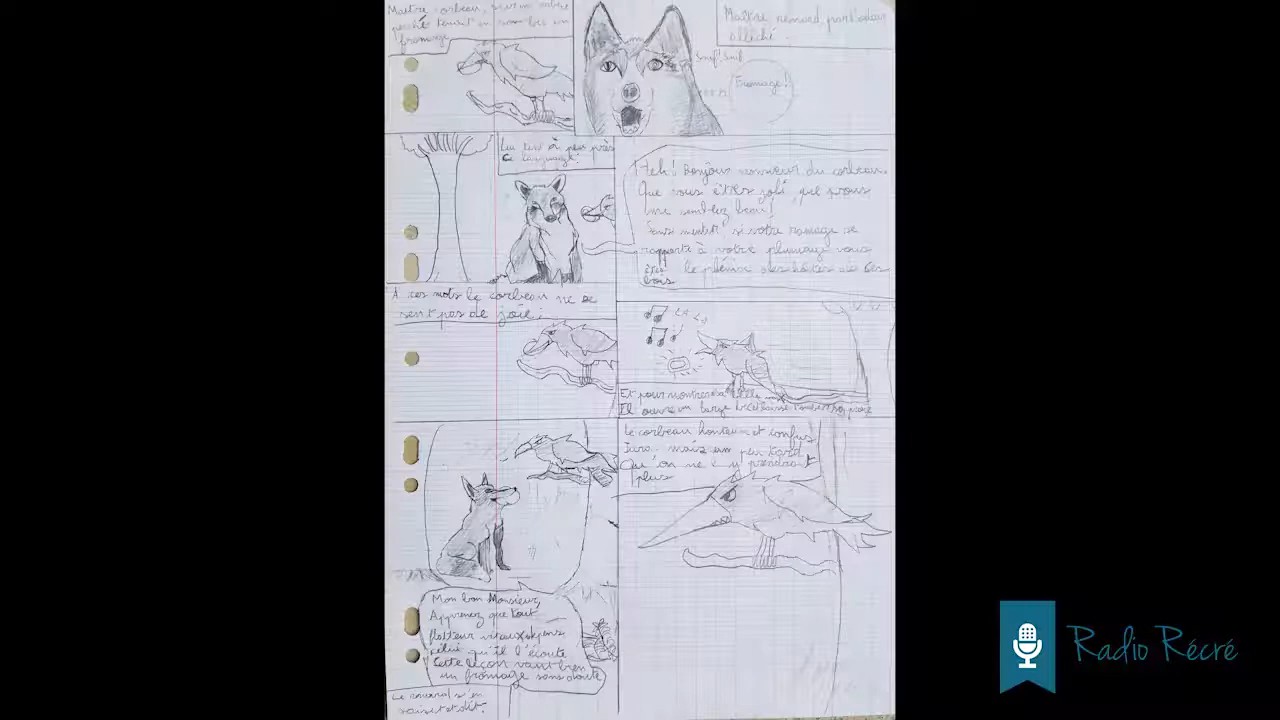 Maître corbeau, sur un arbre
perché tenait en son bec un
fromage
Maître renard, par l'odeur
alléché.
Snif! Snif
Fromage!
Lui tint à peu près
ce language:
Heh! Bonjour monsieur du corbeau
Que vous êtes joli, que vous
me semblez beau!
Sans mentir! si votre ramage se
rapporte à votre plumage vous
êtes le phénix des hôtes de ces
bois
A ces mots le corbeau ne se
sent pas de joie;
Et pour montrer sa belle
Il ouvre un large bec laisse tomber sa proie
Le corbeau honteux et confus
Jura mais un peu tard
Qu'on ne l'y prendrait
plus
Mon bon Monsieur,
Apprenez que tout
flatteur vit aux dépens
celui qu'il l'écoute
Cette leçon vaut bien
un fromage sans doute
Le renard s'en
saisit et dit.
Radio Récré